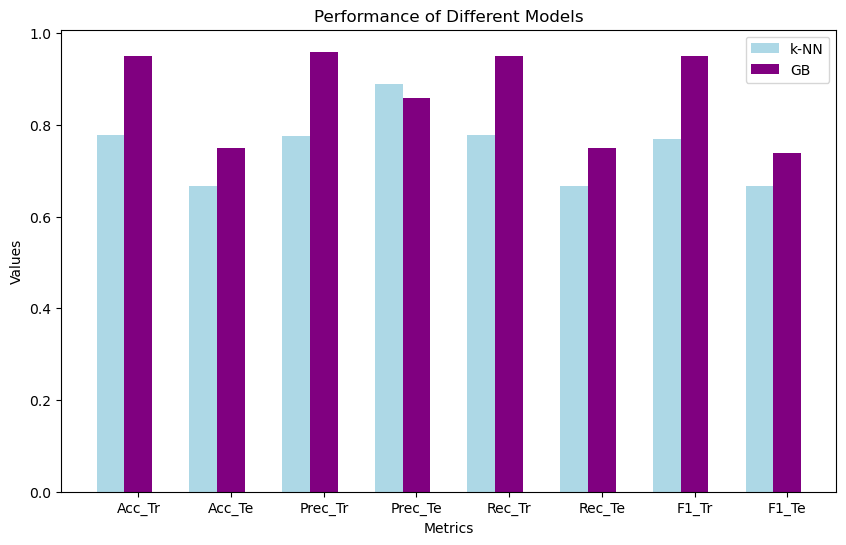 Performance of Different Models
k-NN
GB
1.0
0.8
0.6
0.4
0.2
0.0
Values
Acc_Tr
Acc_Te
Prec_Tr
Prec_Te
Rec_Tr
Rec_Te
F1_Tr
F1_Te
Metrics